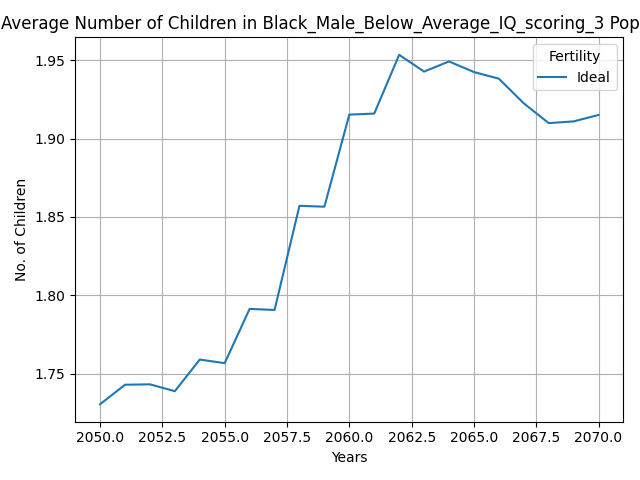 Average Number of Children in Black_Male_Below_Average_IQ_scoring_3 Pop
Fertility
Ideal
1.95
1.90
1.85
1.80
1.75
No. of Children
2050.0 2052.5 2055.0 2057.5 2060.0 2062.5 2065.0 2067.5 2070.0
Years